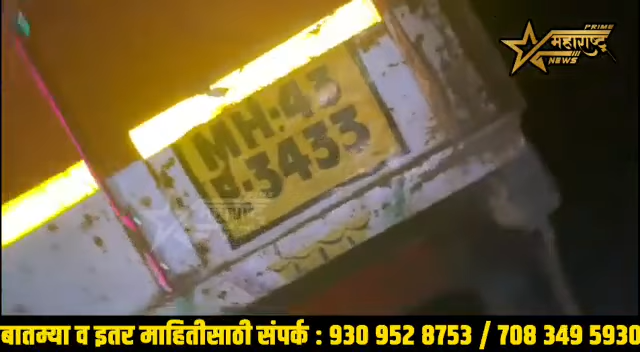 PRIME
महाराष्ट्र
NEWS
MH:43
B.3433
बातम्या व इतर माहितीसाठी संपर्क : 930 952 8753 / 708 349 5930